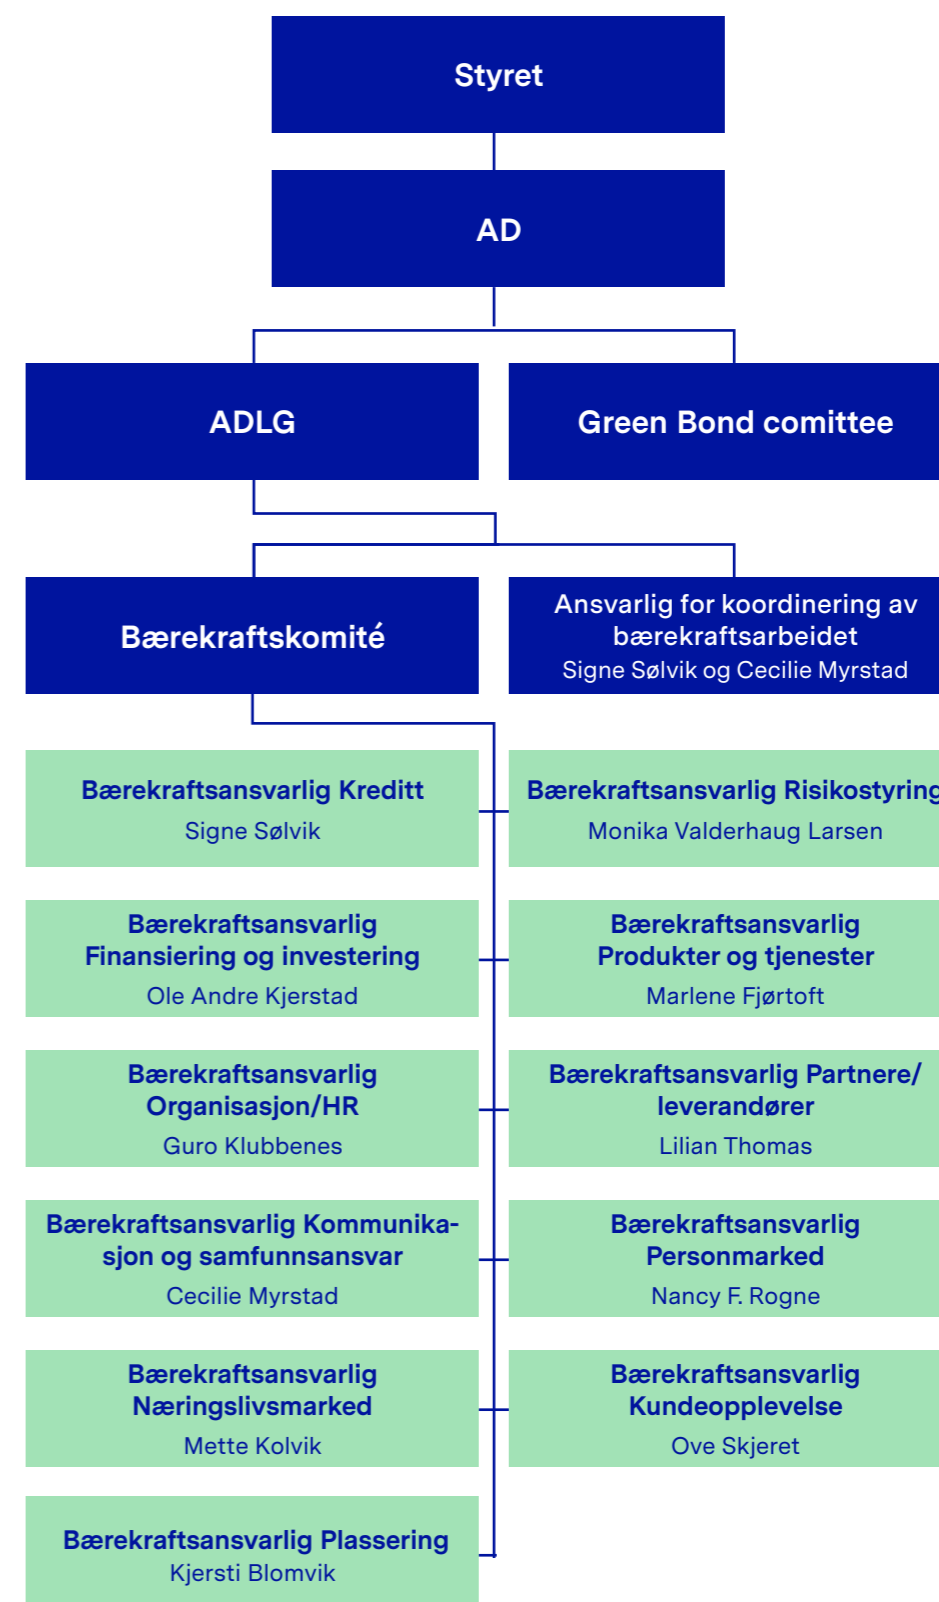 Styret
AD
ADLG
Green Bond comittee
Bærekraftskomité
Ansvarlig for koordinering av
bærekraftsarbeidet
Signe Sølvik og Cecilie Myrstad
Bærekraftsansvarlig Kreditt
Signe Sølvik
Bærekraftsansvarlig Risikostyring
Monika Valderhaug Larsen
Bærekraftsansvarlig
Finansiering og investering
Ole Andre Kjerstad
Bærekraftsansvarlig
Produkter og tjenester
Marlene Fjørtoft
Bærekraftsansvarlig
Organisasjon/HR
Guro Klubbenes
Bærekraftsansvarlig Partnere/
leverandører
Lilian Thomas
Bærekraftsansvarlig Kommunika-
sjon og samfunnsansvar
Cecilie Myrstad
Bærekraftsansvarlig
Personmarked
Nancy F. Rogne
Bærekraftsansvarlig
Næringslivsmarked
Mette Kolvik
Bærekraftsansvarlig
Kundeopplevelse
Ove Skjeret
Bærekraftsansvarlig Plassering
Kjersti Blomvik